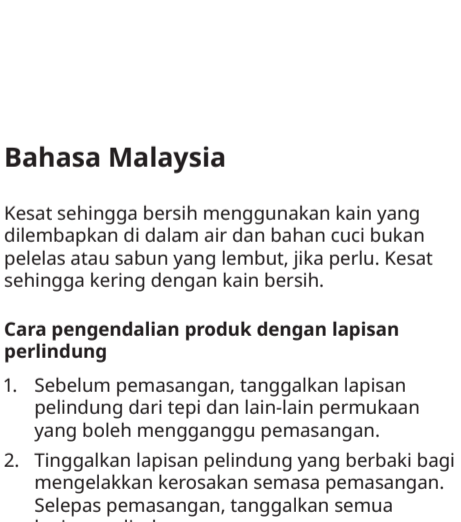 Bahasa Malaysia
Kesat sehingga bersih menggunakan kain yang
dilembapkan di dalam air dan bahan cuci bukan
pelelas atau sabun yang lembut, jika perlu. Kesat
sehingga kering dengan kain bersih.
Cara pengendalian produk dengan lapisan
perlindung
1. Sebelum pemasangan, tanggalkan lapisan
pelindung dari tepi dan lain-lain permukaan
yang boleh mengganggu pemasangan.
2. Tinggalkan lapisan pelindung yang berbaki bagi
mengelakkan kerosakan semasa pemasangan.
Selepas pemasangan, tanggalkan semua